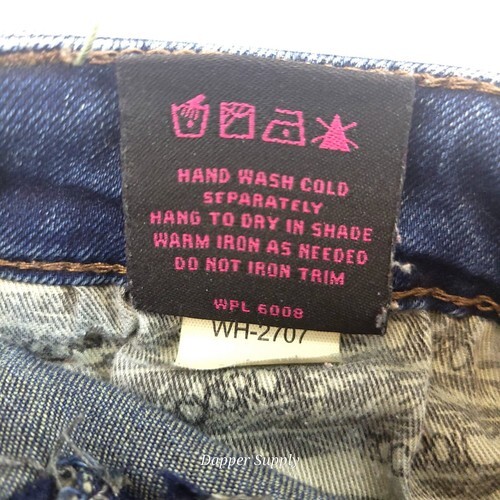 HAND WASH COLD
SEPARATELY
HANG TO DRY IN SHADE
WARM IRON AS NEEDED
DO NOT IRON TRIM
WPL 6008
WH-2707
Dapper Supply